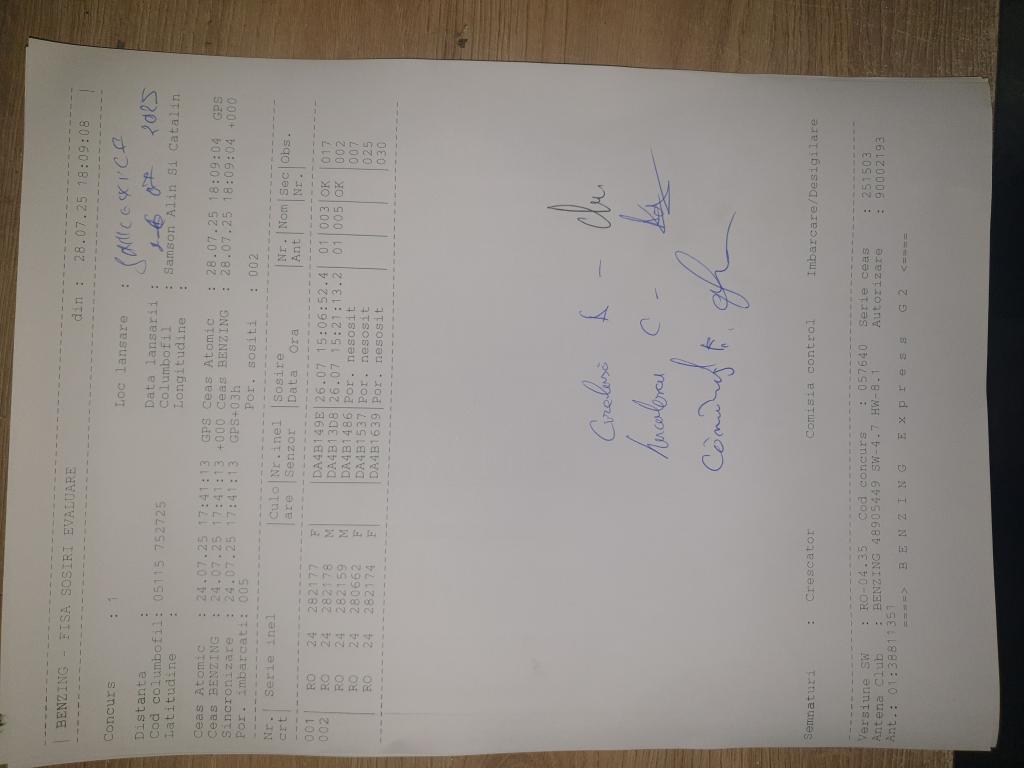 | BENZING - FISA SOSIRI EVALUARE din : 28.07.25 18:09:08 |
Concurs : 1 Loc lansare :
Distanta : Data lansarii : 26 07 2025
Cod columbofil: 05115 752725 Columbofil : Samson Alin Si Catalin
Latitudine : Longitudine :
Ceas Atomic : 24.07.25 17:41:13 GPS Ceas Atomic : 28.07.25 18:09:04 GPS
Ceas BENZING : 24.07.25 17:41:13 +000 Ceas BENZING : 28.07.25 18:09:04 +000
Sincronizare : 24.07.25 17:41:13 GPS+03h
Por. imbarcati: 005 Por. sositi : 002
Nr.| Serie inel |Culo|Nr.inel |Sosire |Nr.|Nom|Sec|Obs.
crt| |are |Senzor |Data Ora |Ant| |Nr.|
001 | RO 24 282177 F |DA4B149E|26.07 15:06:52.4| 01|003|OK |017
002 | RO 24 282178 M |DA4B13D8|26.07 15:21:13.2| 01|005|OK |002
| RO 24 282159 M |DA4B1486|Por. nesosit | | | |007
| RO 24 280662 F |DA4B1537|Por. nesosit | | | |025
| RO 24 282174 F |DA4B1639|Por. nesosit | | | |030
Semnaturi : Crescator Comisia control Imbarcare/Desigilare
Versiune SW : RO-04.35 Cod concurs : 057640 Serie ceas : 251503
Antena Club : BENZING 48905449 SW-4.7 HW-8.1 Autorizare : 90002193
Ant.: 01:38811351
====> B E N Z I N G E x p r e s s G 2 <====